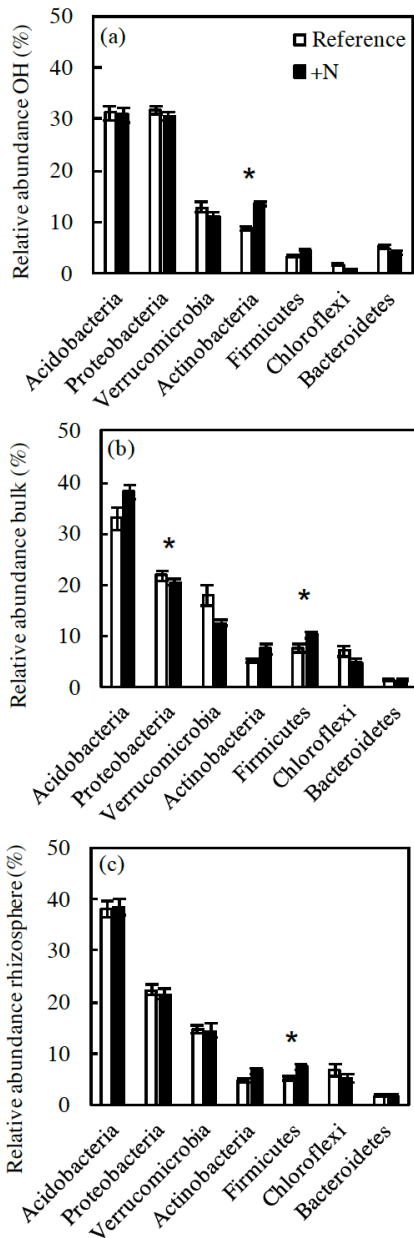 (a)
Reference
+N
Relative abundance OH (%)
50
40
30
20
10
0
*
Acidobacteria
Proteobacteria
Verrucomicrobia
Actinobacteria
Firmicutes
Chloroflexi
Bacteroidetes
(b)
Relative abundance bulk (%)
50
40
30
20
10
0
*
*
Acidobacteria
Proteobacteria
Verrucomicrobia
Actinobacteria
Firmicutes
Chloroflexi
Bacteroidetes
(c)
Relative abundance rhizosphere (%)
50
40
30
20
10
0
*
Acidobacteria
Proteobacteria
Verrucomicrobia
Actinobacteria
Firmicutes
Chloroflexi
Bacteroidetes